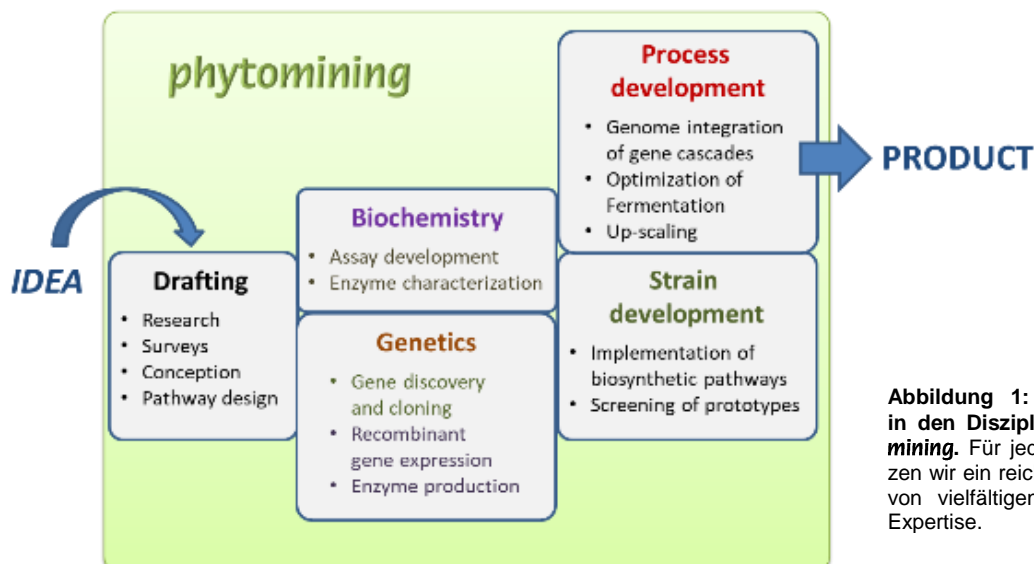 phytomining
IDEA
Drafting
• Research
• Surveys
• Conception
• Pathway design
Biochemistry
• Assay development
• Enzyme characterization
Genetics
• Gene discovery
and cloning
• Recombinant
gene expression
• Enzyme production
Process
development
• Genome integration
of gene cascades
• Optimization of
Fermentation
• Up-scaling
Strain
development
• Implementation of
biosynthetic pathways
• Screening of prototypes
PRODUCT
Abbildung 1:
in den Diszipl
mining. Für jed
zen wir ein reic
von vielfältiger
Expertise.